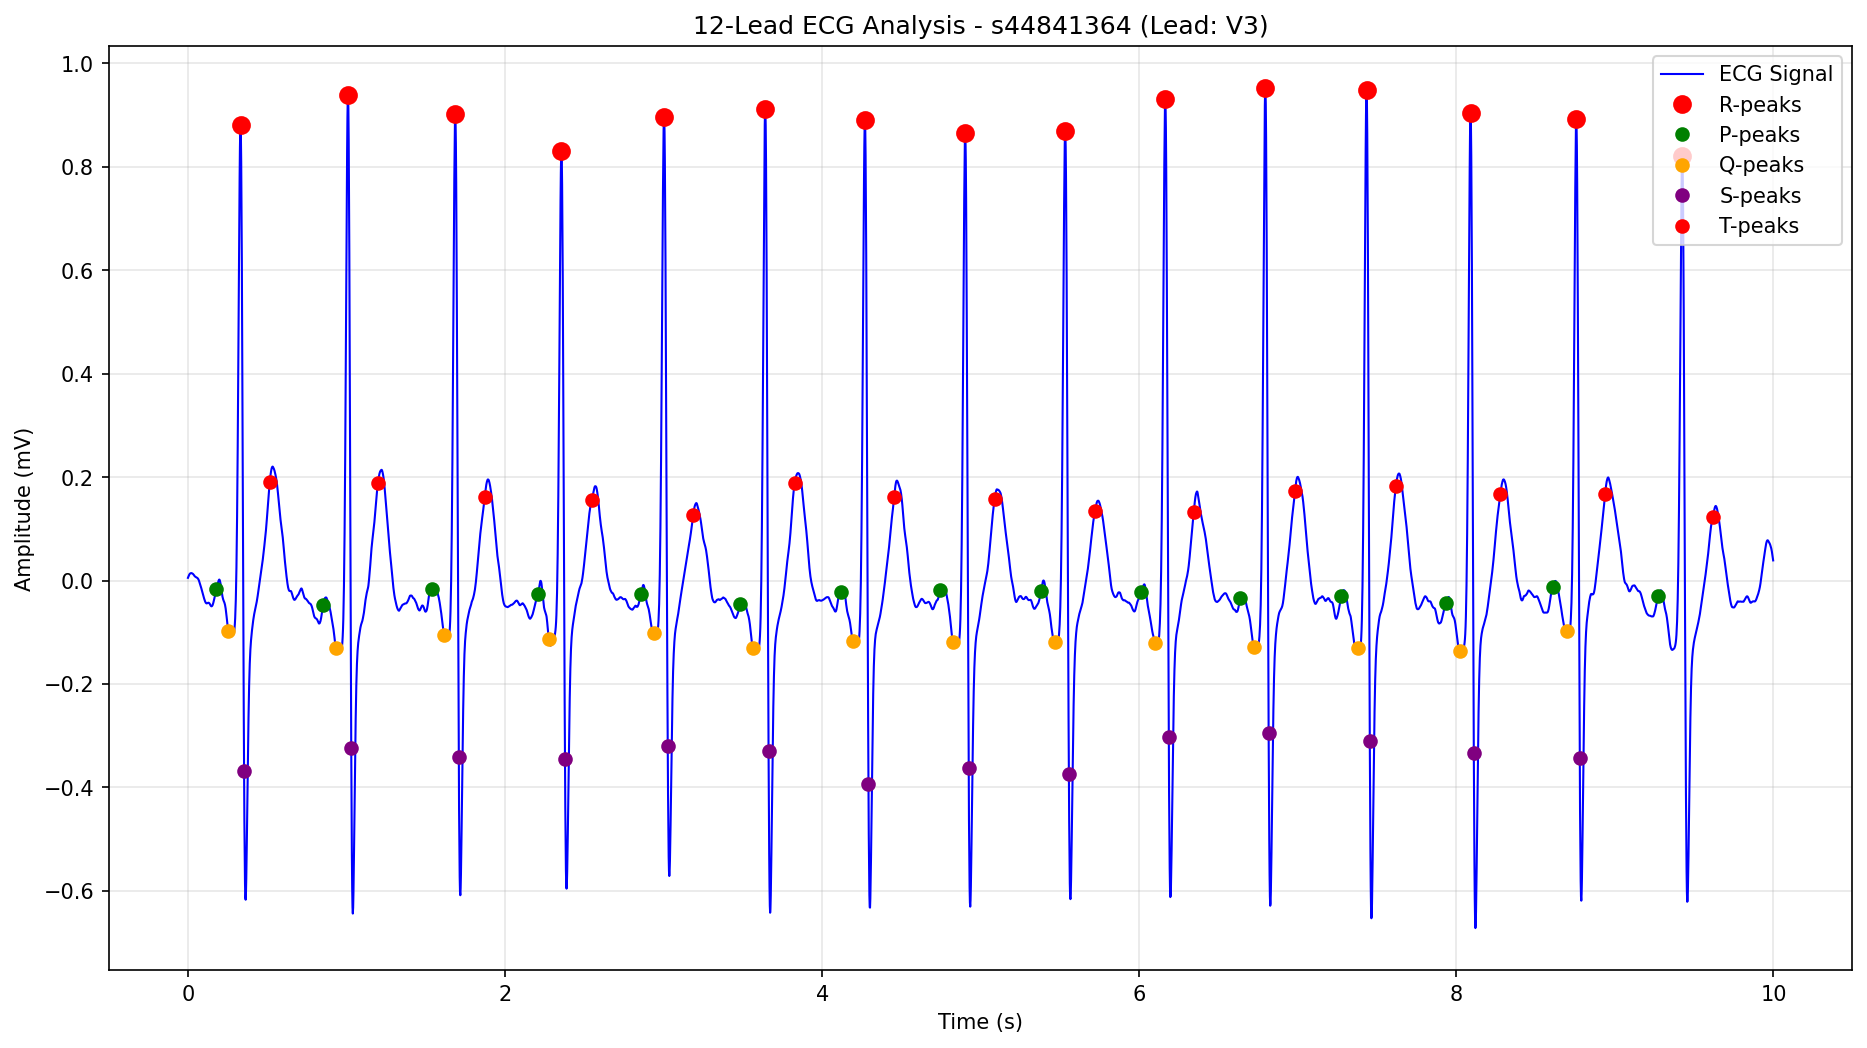 12-Lead ECG Analysis - s44841364 (Lead: V3)
ECG Signal
R-peaks
P-peaks
Q-peaks
S-peaks
T-peaks
Amplitude (mV)
1.0
0.8
0.6
0.4
0.2
0.0
−0.2
−0.4
−0.6
0 2 4 6 8 10
Time (s)